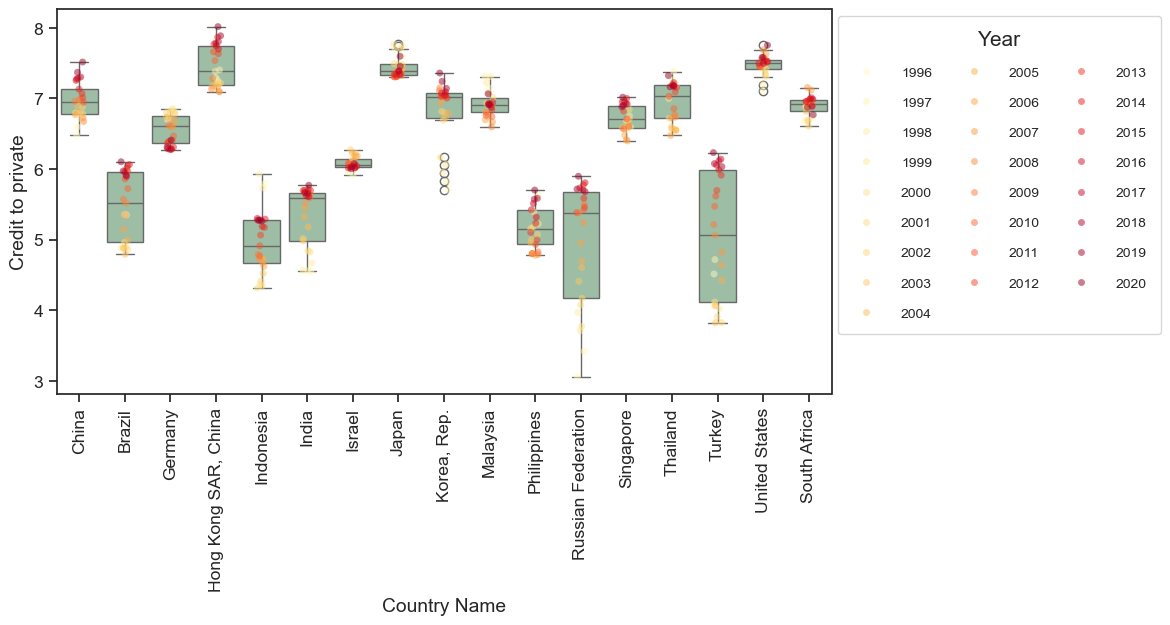 8
7
6
5
4
3
Credit to private
China
Brazil
Germany
Hong Kong SAR, China
Indonesia
India
Israel
Japan
Korea, Rep.
Malaysia
Philippines
Russian Federation
Singapore
Thailand
Turkey
United States
South Africa
Country Name
Year
1996
1997
1998
1999
2000
2001
2002
2003
2004
2005
2006
2007
2008
2009
2010
2011
2012
2013
2014
2015
2016
2017
2018
2019
2020